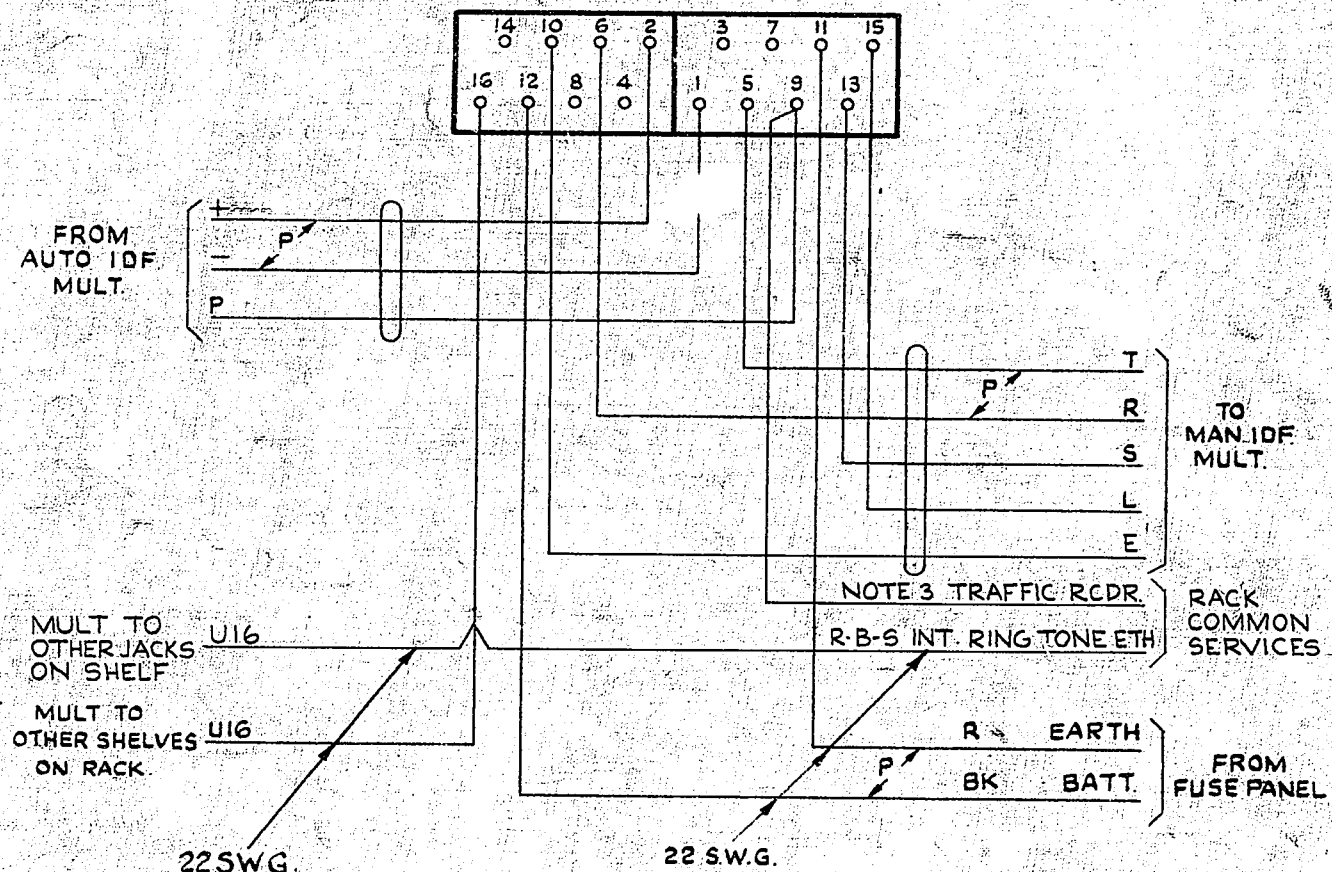 14 10 6 2 3 7 11 15
16 12 8 4 1 5 9 13
+
P
−
P
FROM
AUTO IDF.
MULT.
T
P
R
S
L
E
TO
MAN. IDF.
MULT.
NOTE 3 TRAFFIC RCDR.
R-B-S INT. RING TONE ETH
RACK
COMMON
SERVICES
MULT TO
OTHER JACKS
ON SHELF
U16
MULT TO
OTHER SHELVES
ON RACK.
U16
R EARTH
P
BK BATT.
FROM
FUSE PANEL
22 S.W.G.
22 S.W.G.